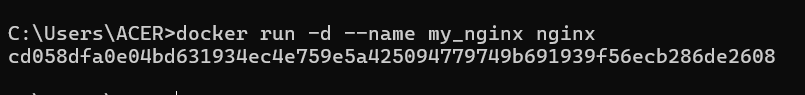 C:\Users\ACER>docker run -d --name my_nginx nginx
cd058dfa0e04bd631934ec4e759e5a425094779749b691939f56ecb286de2608